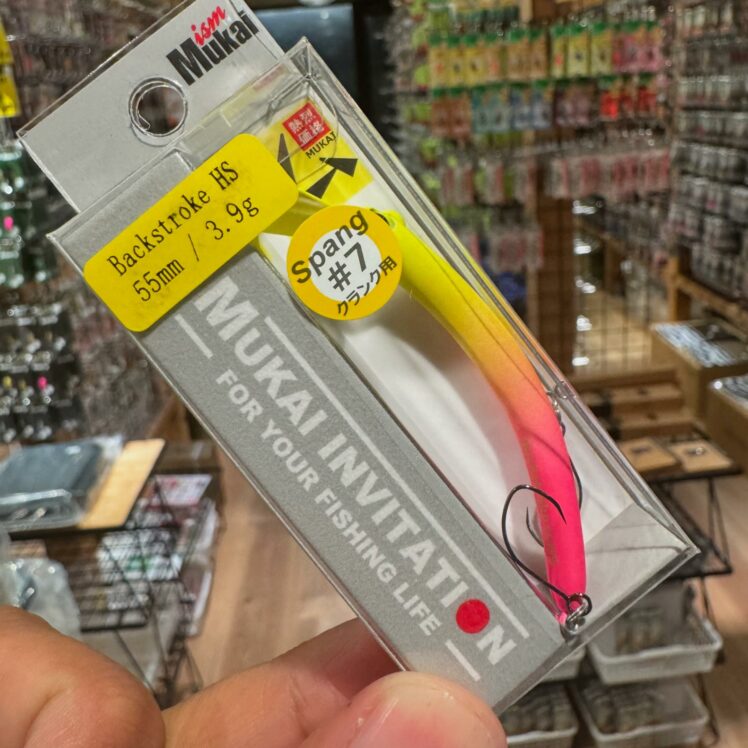 ism
Mukai
MUKAI
Backstroke HS
55mm / 3.9g
Spang
#7
クランク用
MUKAI INVITATION
FOR YOUR FISHING LIFE